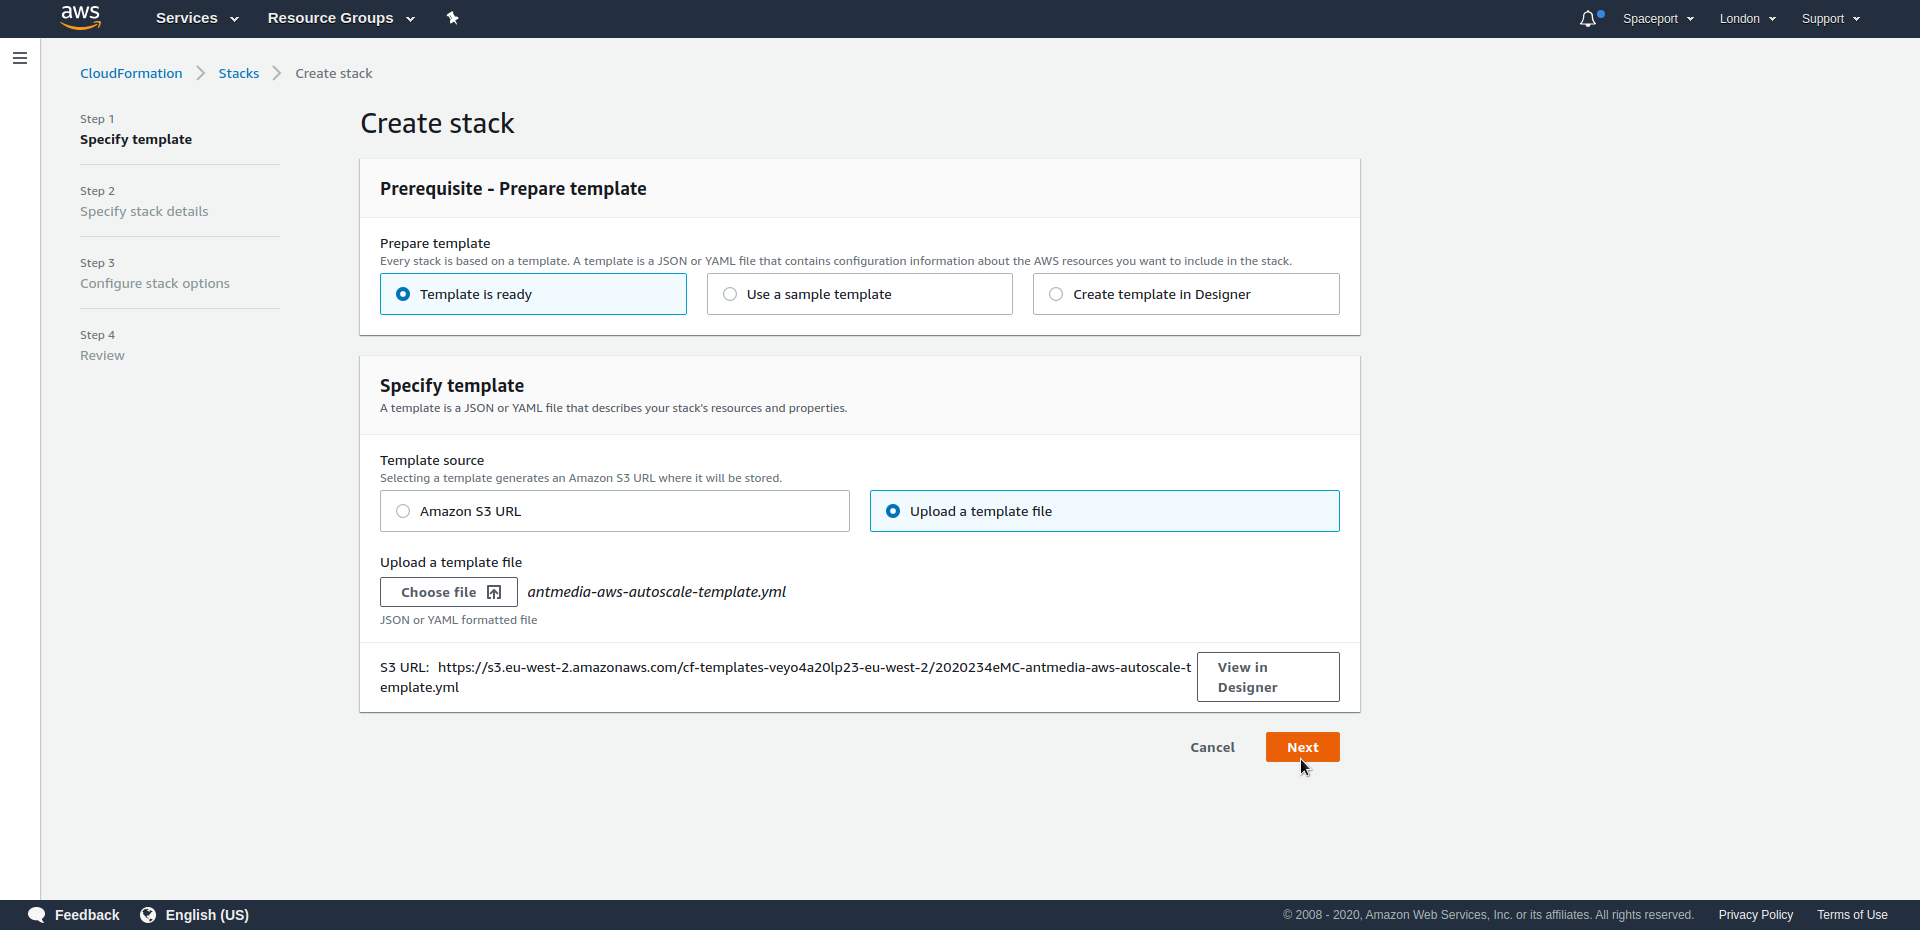 aws Services Resource Groups Spaceport London Support
CloudFormation Stacks Create stack
Step 1
Specify template
Step 2
Specify stack details
Step 3
Configure stack options
Step 4
Review
Create stack
Prerequisite - Prepare template
Prepare template
Every stack is based on a template. A template is a JSON or YAML file that contains configuration information about the AWS resources you want to include in the stack.
Template is ready Use a sample template Create template in Designer
Specify template
A template is a JSON or YAML file that describes your stack's resources and properties.
Template source
Selecting a template generates an Amazon S3 URL where it will be stored.
Amazon S3 URL Upload a template file
Upload a template file
Choose file antmedia-aws-autoscale-template.yml
JSON or YAML formatted file
S3 URL: https://s3.eu-west-2.amazonaws.com/cf-templates-veyo4a20lp23-eu-west-2/2020234eMC-antmedia-aws-autoscale-t
emplate.yml
View in
Designer
Cancel Next
Feedback English (US) © 2008 - 2020, Amazon Web Services, Inc. or its affiliates. All rights reserved. Privacy Policy Terms of Use